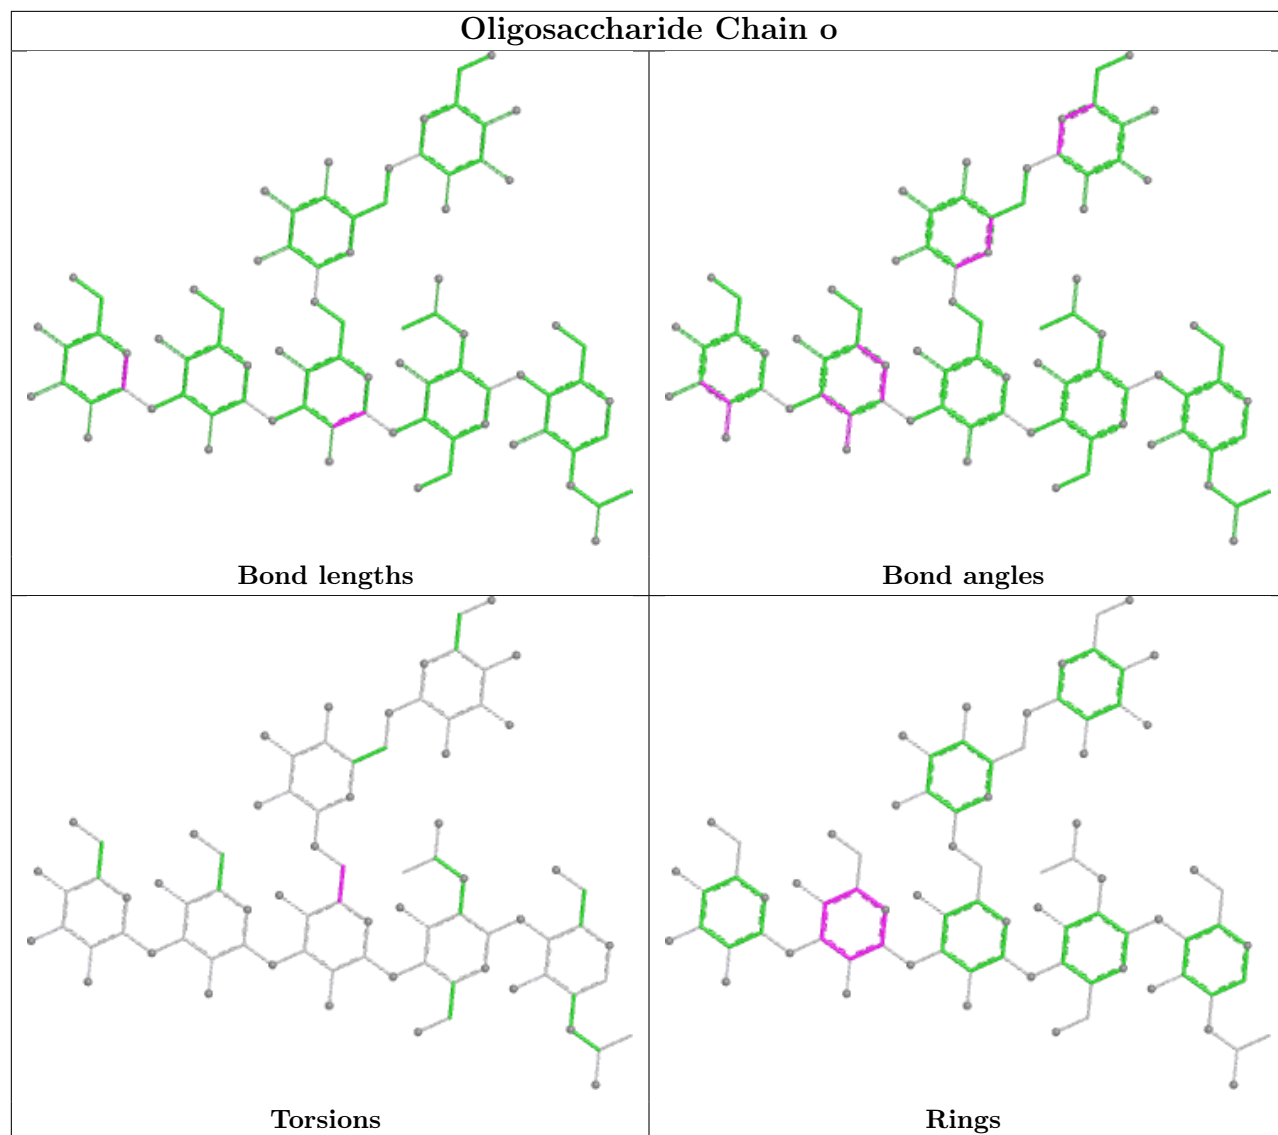 Oligosaccharide Chain o
Bond lengths
Bond angles
Torsions
Rings